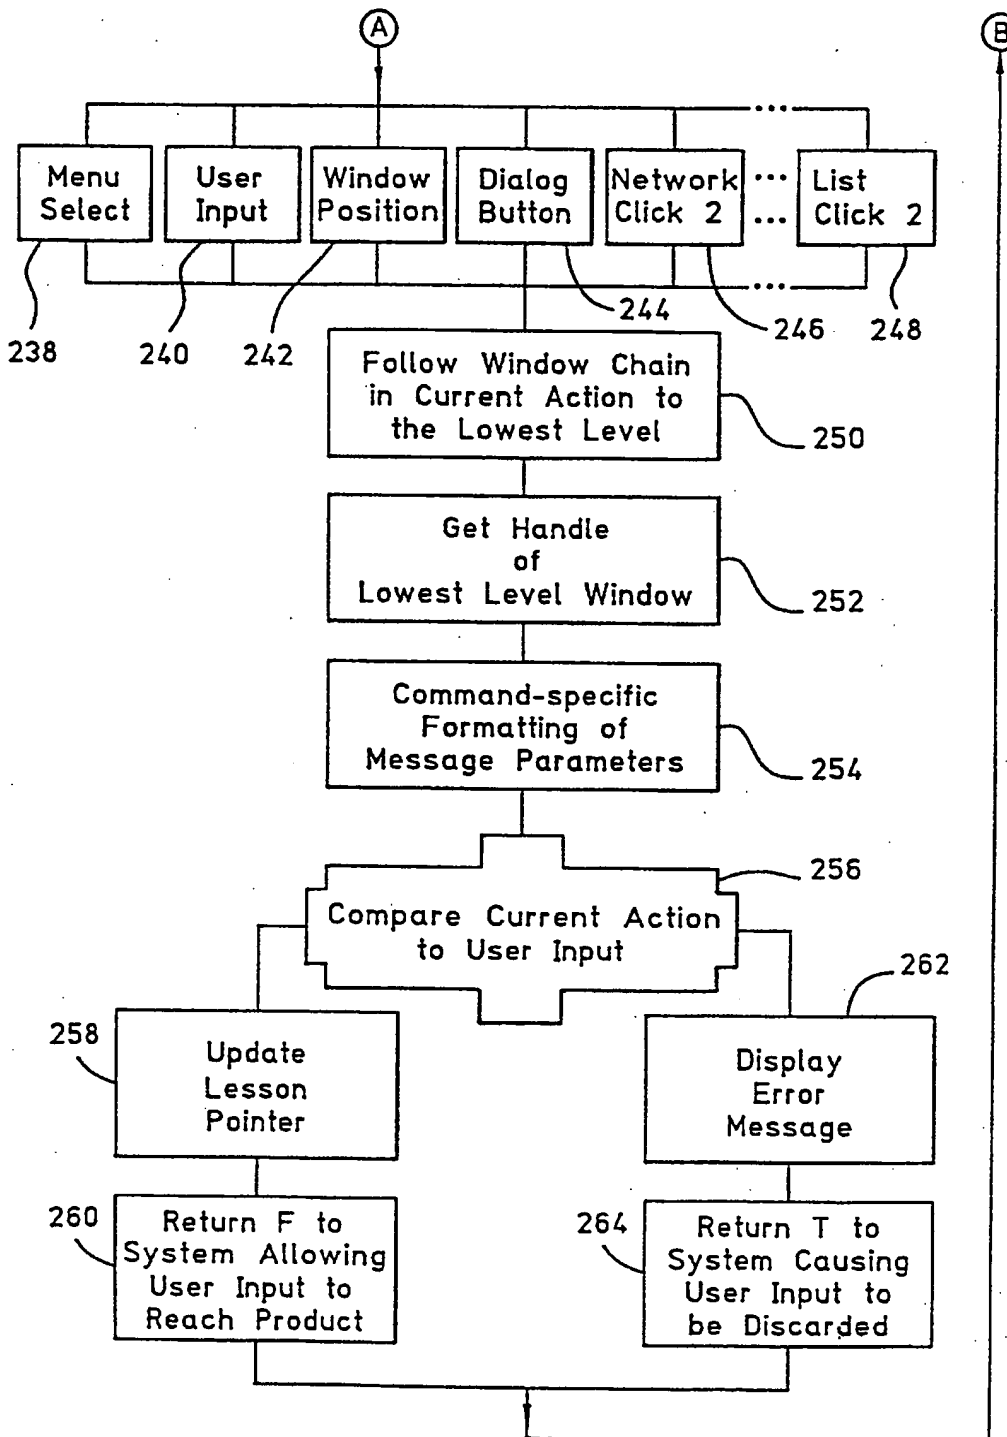 A
B
Menu
Select
User
Input
Window
Position
Dialog
Button
Network
Click 2
...
...
List
Click 2
238
240
242
244
246
248
Follow Window Chain
in Current Action to
the Lowest Level
250
Get Handle
of
Lowest Level Window
252
Command-specific
Formatting of
Message Parameters
254
256
Compare Current Action
to User Input
258
Update
Lesson
Pointer
262
Display
Error
Message
260
Return F to
System Allowing
User Input to
Reach Product
264
Return T to
System Causing
User Input to
be Discarded